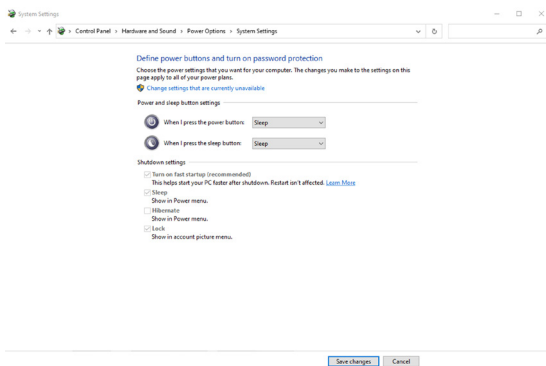 System Settings
Control Panel > Hardware and Sound > Power Options > System Settings
Define power buttons and turn on password protection
Choose the power settings that you want for your computer. The changes you make to the settings on this
page apply to all of your power plans.
Change settings that are currently unavailable
Power and sleep button settings
When I press the power button: Sleep
When I press the sleep button: Sleep
Shutdown settings
Turn on fast startup (recommended)
This helps start your PC faster after shutdown. Restart isn't affected. Learn More
Sleep
Show in Power menu.
Hibernate
Show in Power menu.
Lock
Show in account picture menu.
Save changes Cancel